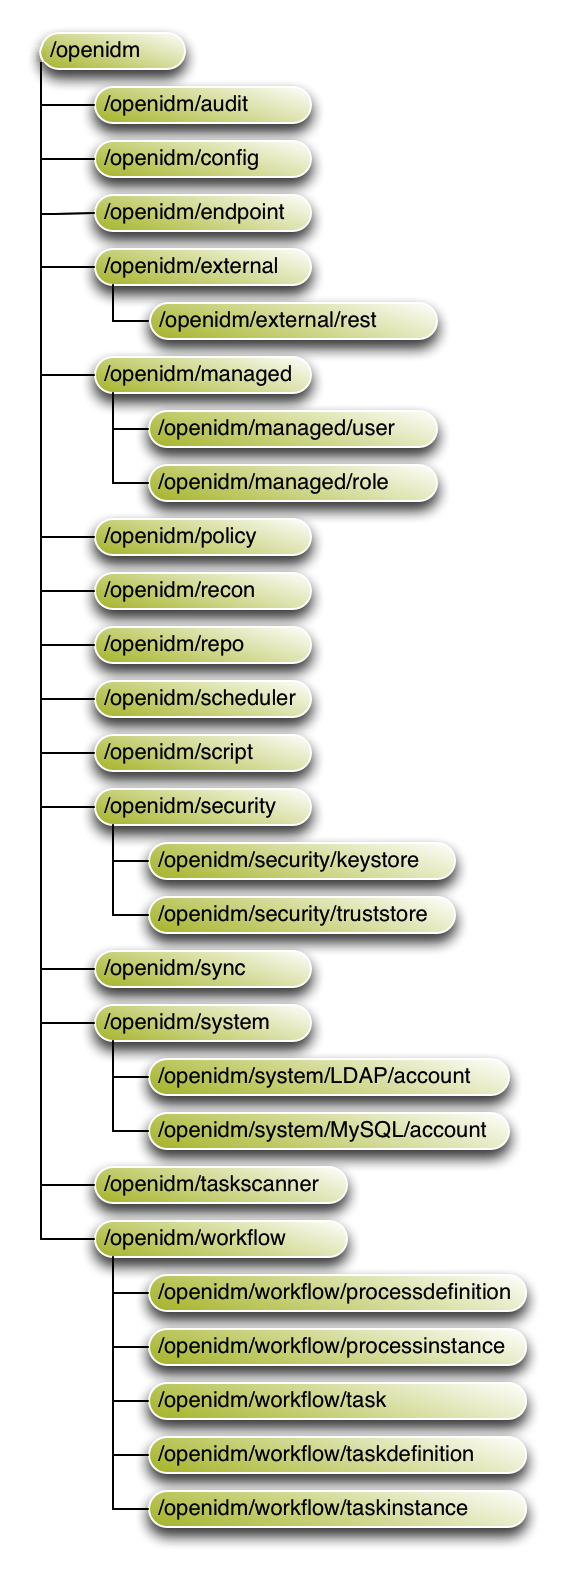 /openidm
/openidm/audit
/openidm/config
/openidm/endpoint
/openidm/external
/openidm/external/rest
/openidm/managed
/openidm/managed/user
/openidm/managed/role
/openidm/policy
/openidm/recon
/openidm/repo
/openidm/scheduler
/openidm/script
/openidm/security
/openidm/security/keystore
/openidm/security/truststore
/openidm/sync
/openidm/system
/openidm/system/LDAP/account
/openidm/system/MySQL/account
/openidm/taskscanner
/openidm/workflow
/openidm/workflow/processdefinition
/openidm/workflow/processinstance
/openidm/workflow/task
/openidm/workflow/taskdefinition
/openidm/workflow/taskinstance